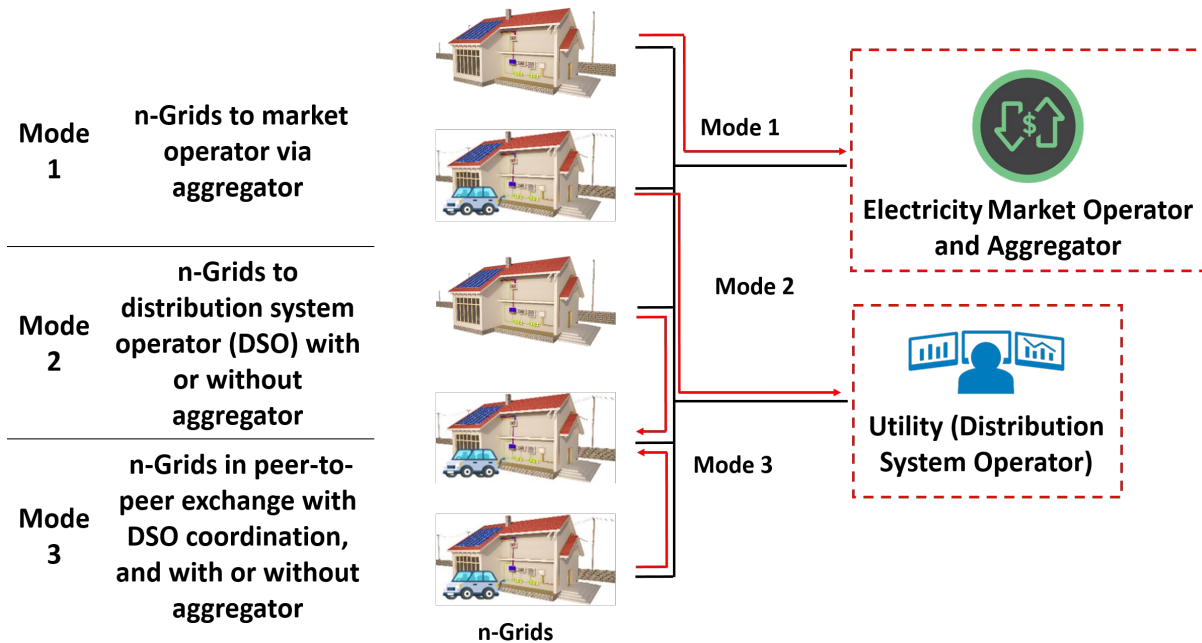 Mode
1
n-Grids to market
operator via
aggregator
Mode
2
n-Grids to
distribution system
operator (DSO) with
or without
aggregator
Mode
3
n-Grids in peer-to-
peer exchange with
DSO coordination,
and with or without
aggregator
n-Grids
Mode 1
Mode 2
Mode 3
$
Electricity Market Operator
and Aggregator
Utility (Distribution
System Operator)